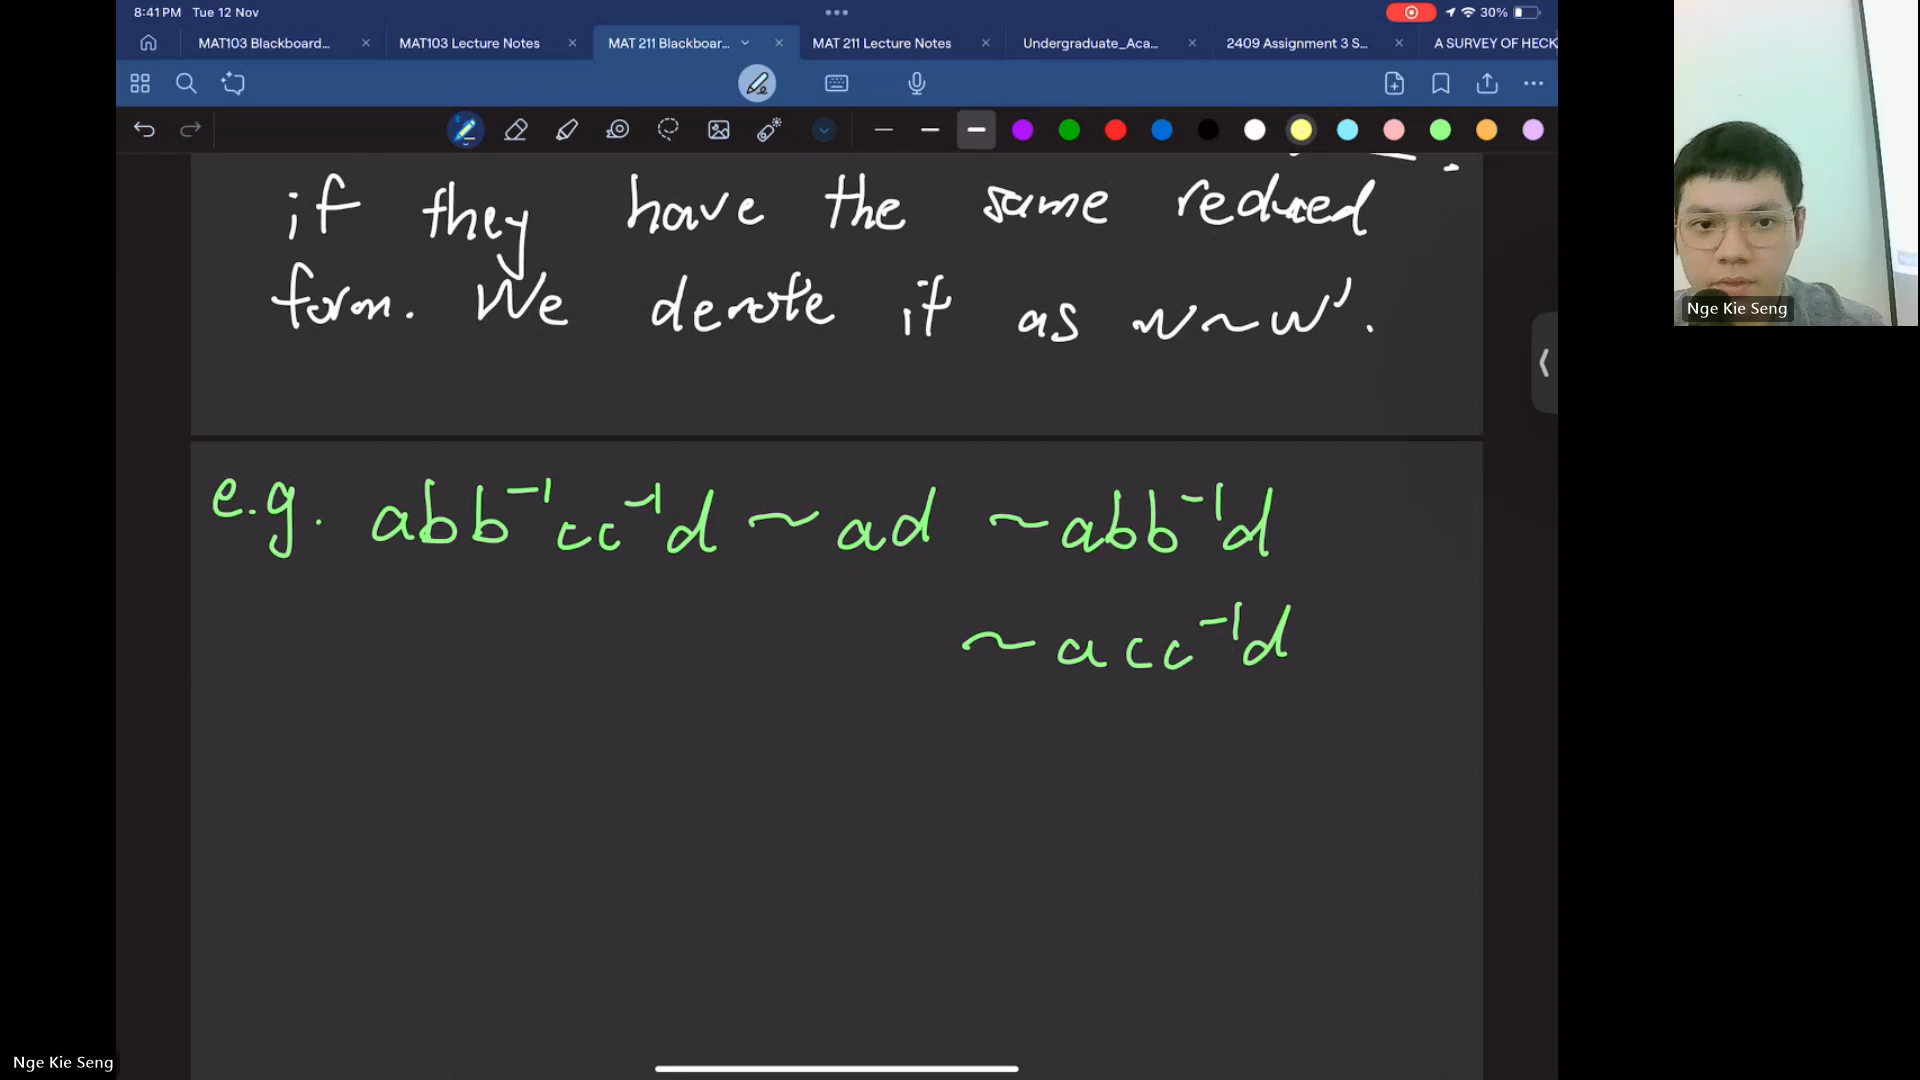 8:41 PM Tue 12 Nov
30%
MAT103 Blackboard...
MAT103 Lecture Notes
MAT 211 Blackboar...
MAT 211 Lecture Notes
Undergraduate_Aca...
2409 Assignment 3 S...
A SURVEY OF HECK
if they have the same reduced
form. We denote it as w~w'.
e.g. abb⁻¹cc⁻¹d ~ ad ~ abb⁻¹d
~ acc⁻¹d
Nge Kie Seng
Nge Kie Seng